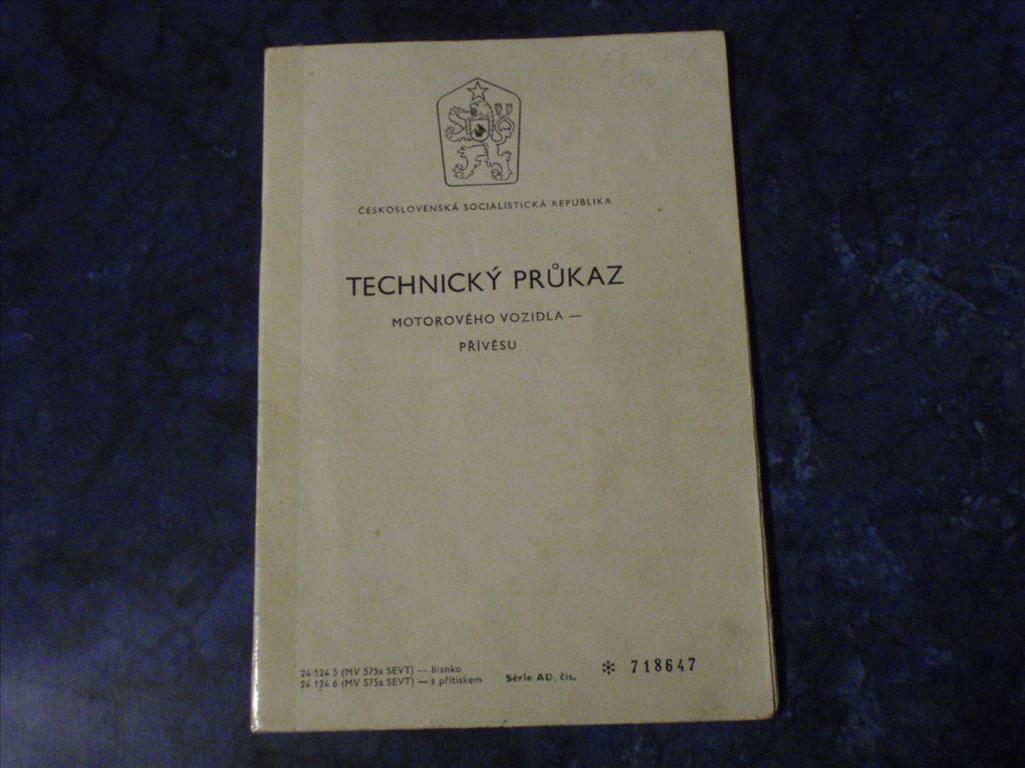 ČESKOSLOVENSKÁ SOCIALISTICKÁ REPUBLIKA
TECHNICKÝ PRŮKAZ
MOTOROVÉHO VOZIDLA —
PŘÍVĚSU
24 124 5 (MV 575a SEVT) — blanko
24 124 6 (MV 575a SEVT) — s přítiskem
Série AD, čís. ✻ 718647